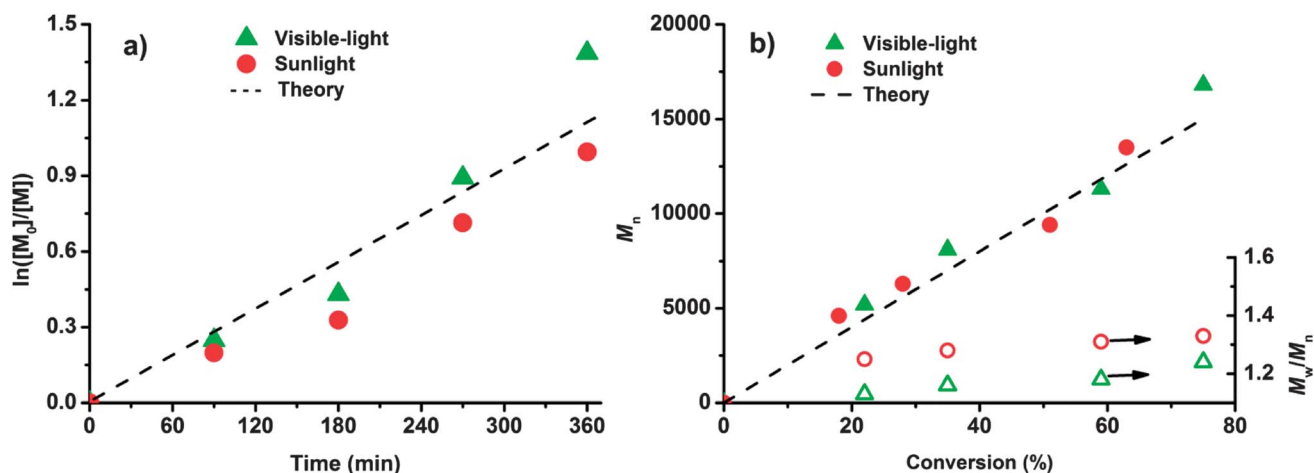 a)
Visible-light
Sunlight
Theory
1.5
1.2
0.9
0.6
0.3
0.0
ln([M₀]/[M])
0 60 120 180 240 300 360
Time (min)
b)
Visible-light
Sunlight
Theory
20000
15000
10000
5000
0
Mn
1.6
1.4
1.2
Mw/Mn
0 20 40 60 80
Conversion (%)